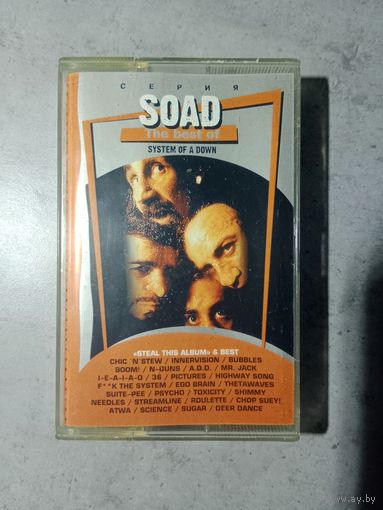 СЕРИЯ
SOAD
The best of
SYSTEM OF A DOWN
«STEAL THIS ALBUM» & BEST
CHIC 'N' STEW / INNERVISION / BUBBLES
BOOM! / N-GUNS / A.D.D. / MR. JACK
I-E-A-I-A-O / 36 / PICTURES / HIGHWAY SONG
F**K THE SYSTEM / EGO BRAIN / THETAWAVES
SUITE-PEE / PSYCHO / TOXICITY / SHIMMY
NEEDLES / STREAMLINE / ROULETTE / CHOP SUEY!
ATWA / SCIENCE / SUGAR / DEER DANCE
www.ay.by